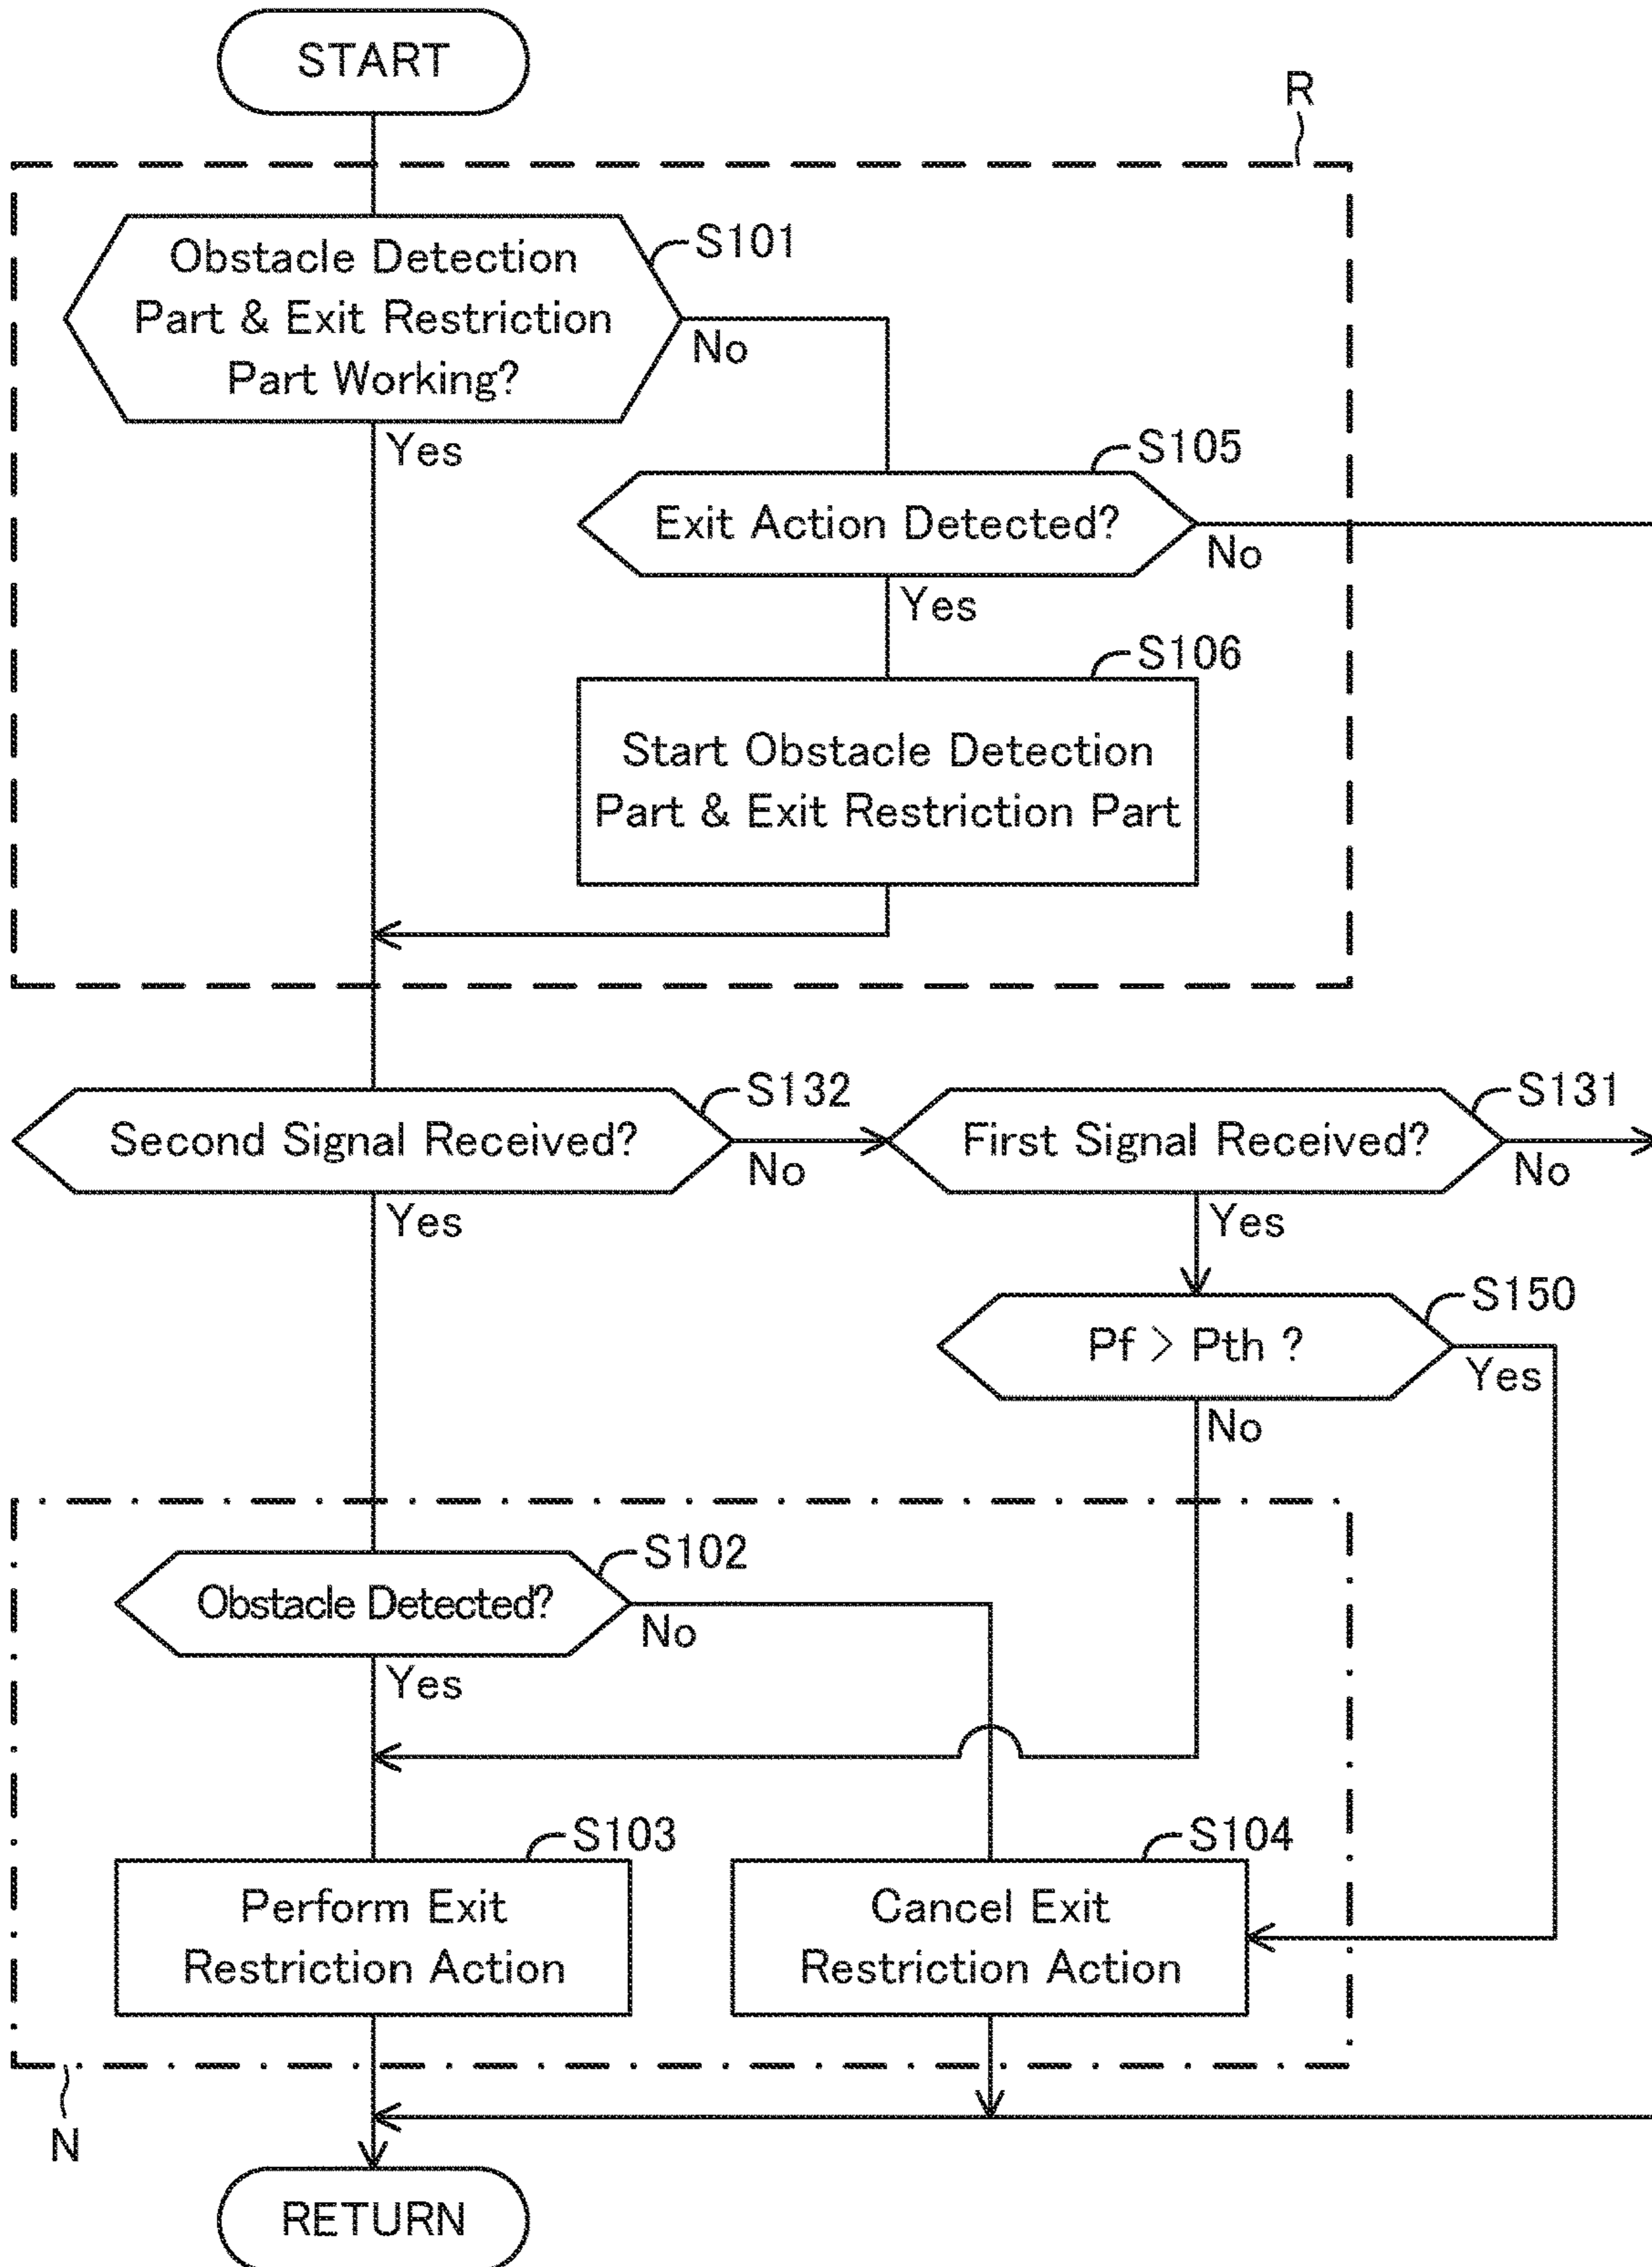 START
R
Obstacle Detection
Part & Exit Restriction
Part Working?
S101
No
Yes
S105
Exit Action Detected?
No
Yes
S106
Start Obstacle Detection
Part & Exit Restriction Part
S132
Second Signal Received?
No
Yes
S131
First Signal Received?
No
Yes
S150
Pf > Pth ?
Yes
No
S102
Obstacle Detected?
No
Yes
S103
Perform Exit
Restriction Action
S104
Cancel Exit
Restriction Action
N
RETURN